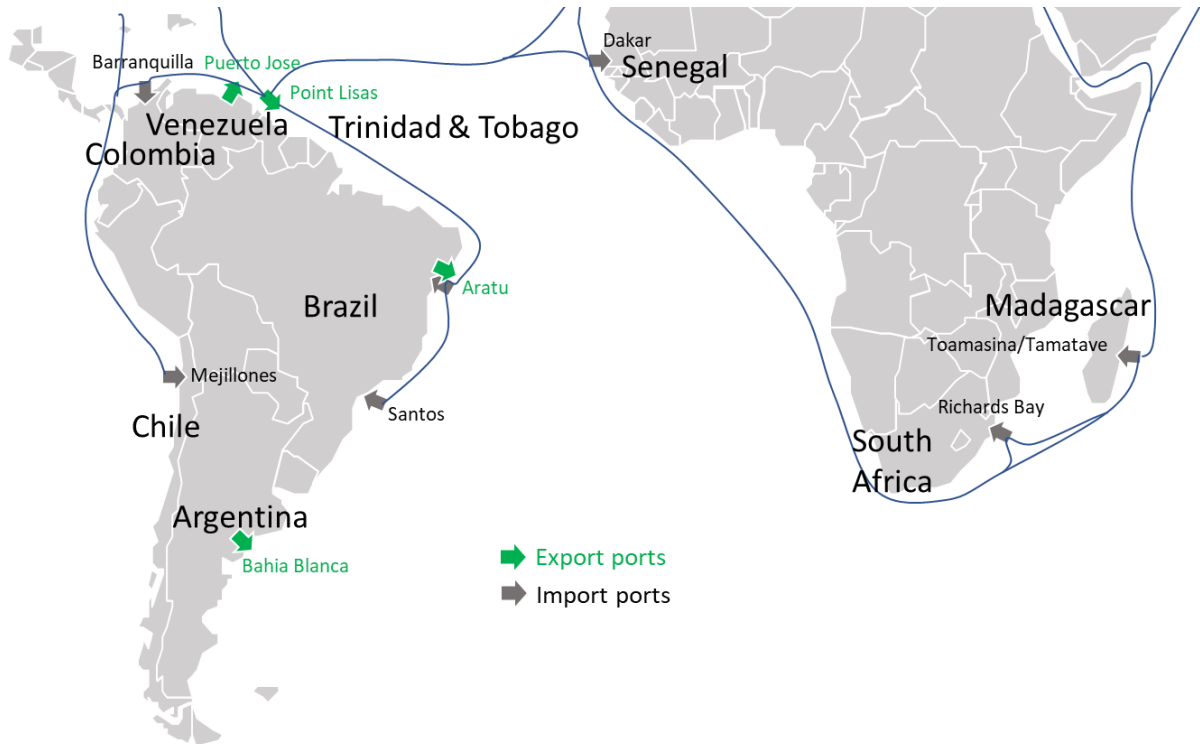 Dakar
Senegal
Barranquilla
Puerto Jose
Point Lisas
Venezuela
Trinidad & Tobago
Colombia
Brazil
Aratu
Madagascar
Toamasina/Tamatave
Mejillones
Santos
Richards Bay
Chile
South
Africa
Argentina
Bahia Blanca
Export ports
Import ports